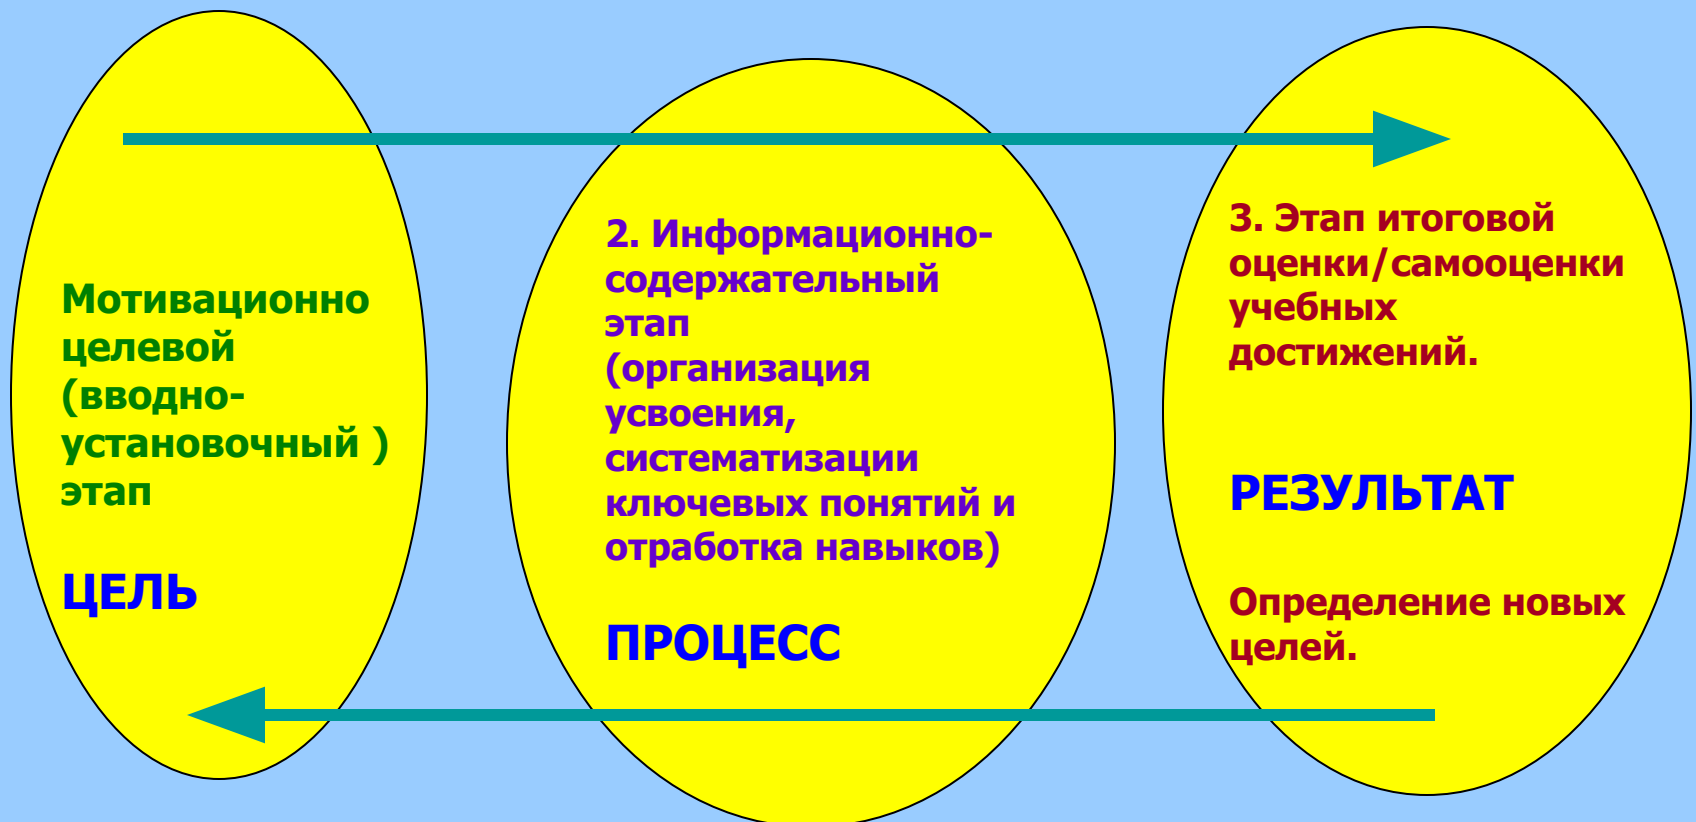 Мотивационно
целевой
(вводно-
установочный )
этап
ЦЕЛЬ
2. Информационно-
содержательный
этап
(организация
усвоения,
систематизации
ключевых понятий и
отработка навыков)
ПРОЦЕСС
3. Этап итоговой
оценки/самооценки
учебных
достижений.
РЕЗУЛЬТАТ
Определение новых
целей.